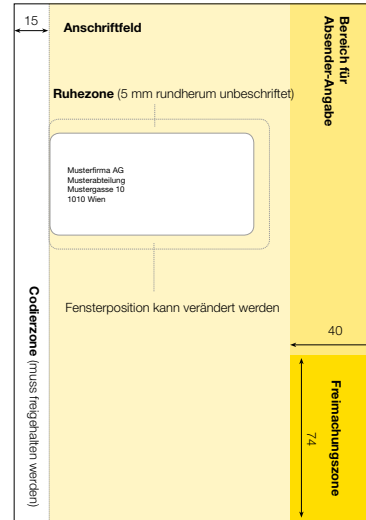 15
Anschriftfeld
Bereich für
Absender-Angabe
Ruhezone (5 mm rundherum unbeschriftet)
Musterfirma AG
Musterabteilung
Mustergasse 10
1010 Wien
Fensterposition kann verändert werden
Codierzone (muss freigehalten werden)
40
74
Freimachungszone